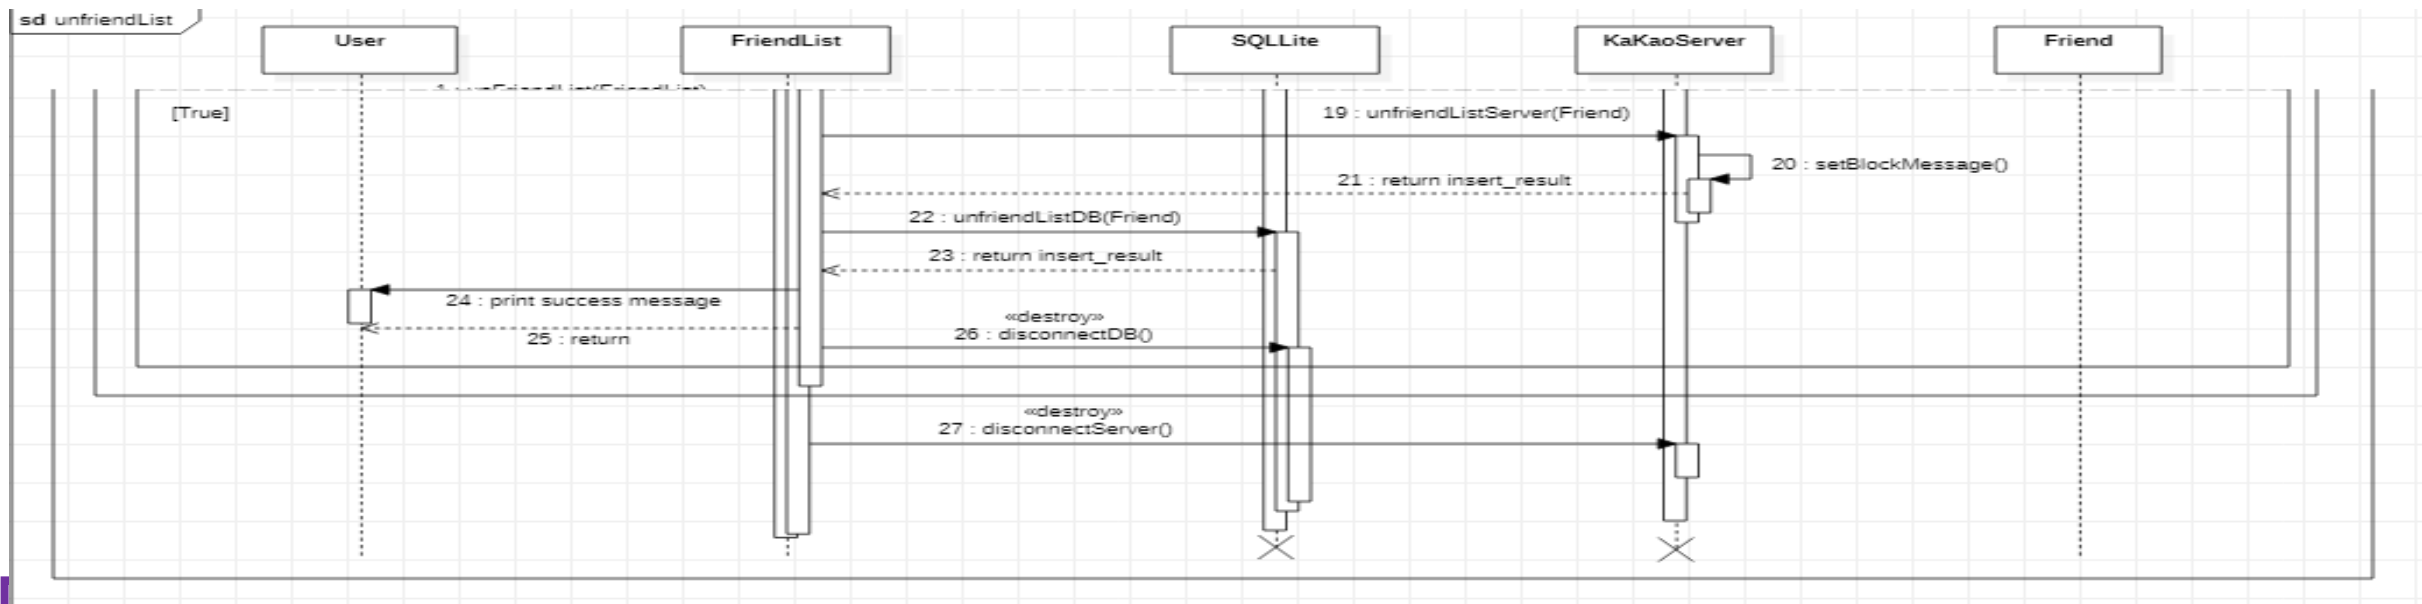 sd unfriendList
User
FriendList
SQLLite
KaKaoServer
Friend
[True]
19 : unfriendListServer(Friend)
20 : setBlockMessage()
21 : return insert_result
22 : unfriendListDB(Friend)
23 : return insert_result
24 : print success message
25 : return
«destroy»
26 : disconnectDB()
«destroy»
27 : disconnectServer()